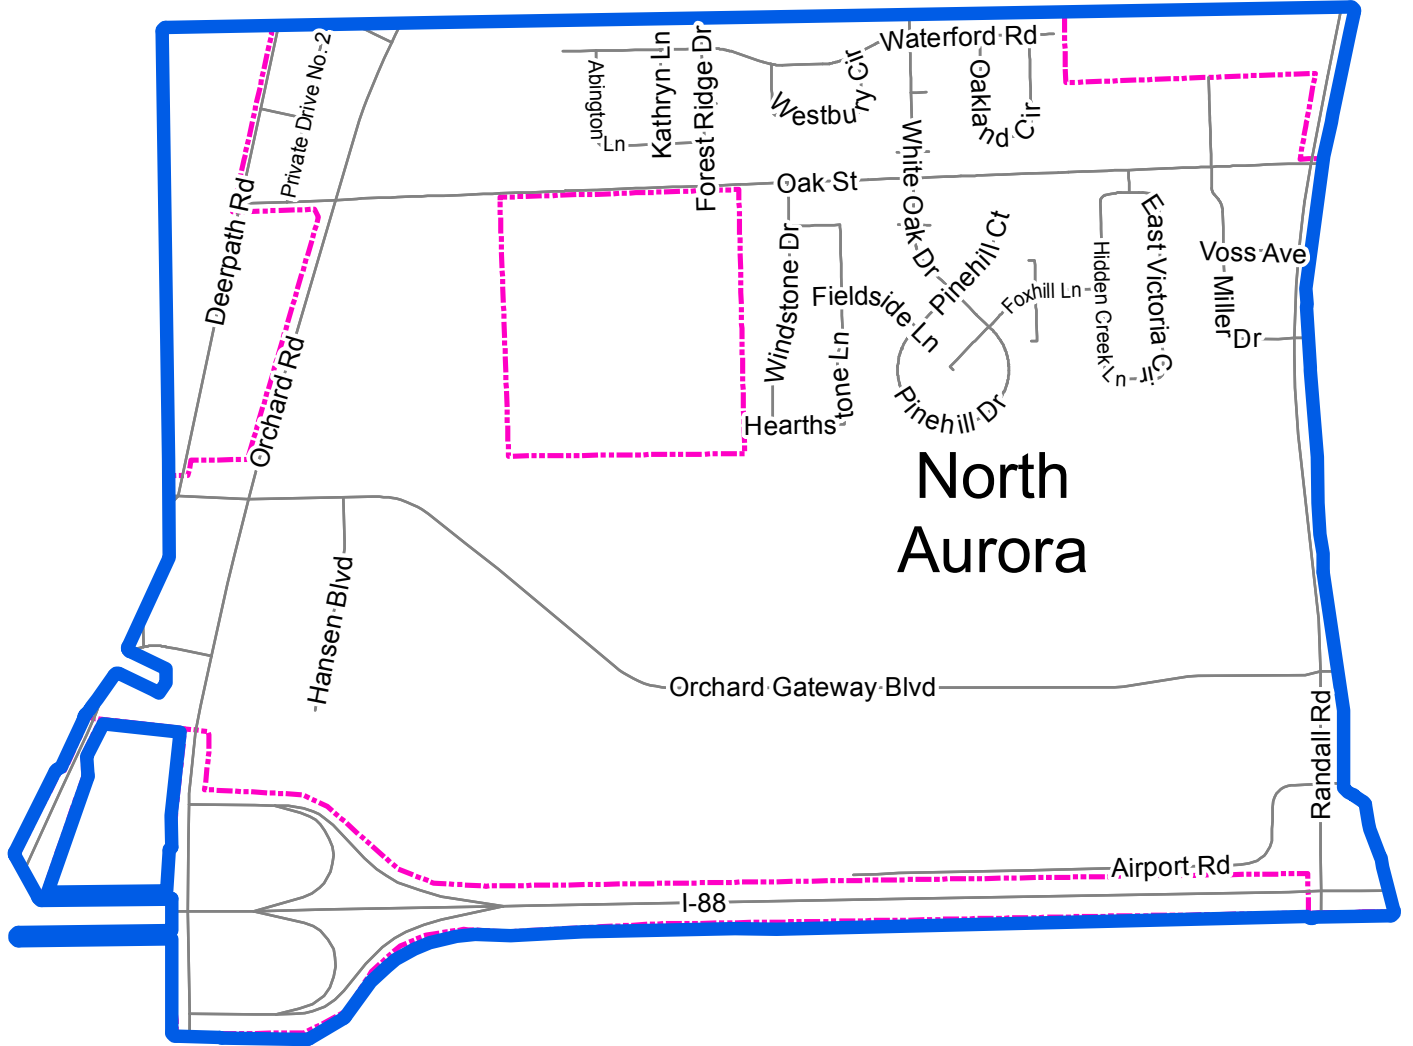 Private Drive No. 2
Deerpath Rd
Orchard Rd
Abington
Ln
Kathryn Ln
Forest Ridge Dr
Westbury Cir
Waterford Rd
Oakland Cir
White Oak Dr
Oak St
Windstone Dr
Fieldside Ln
Hearthstone Ln
Pinehill Ct
Pinehill Dr
Foxhill Ln
Hidden Creek Ln
East Victoria Cir
Voss Ave
Miller
Dr
North
Aurora
Hansen Blvd
Orchard Gateway Blvd
Randall Rd
Airport Rd
I-88